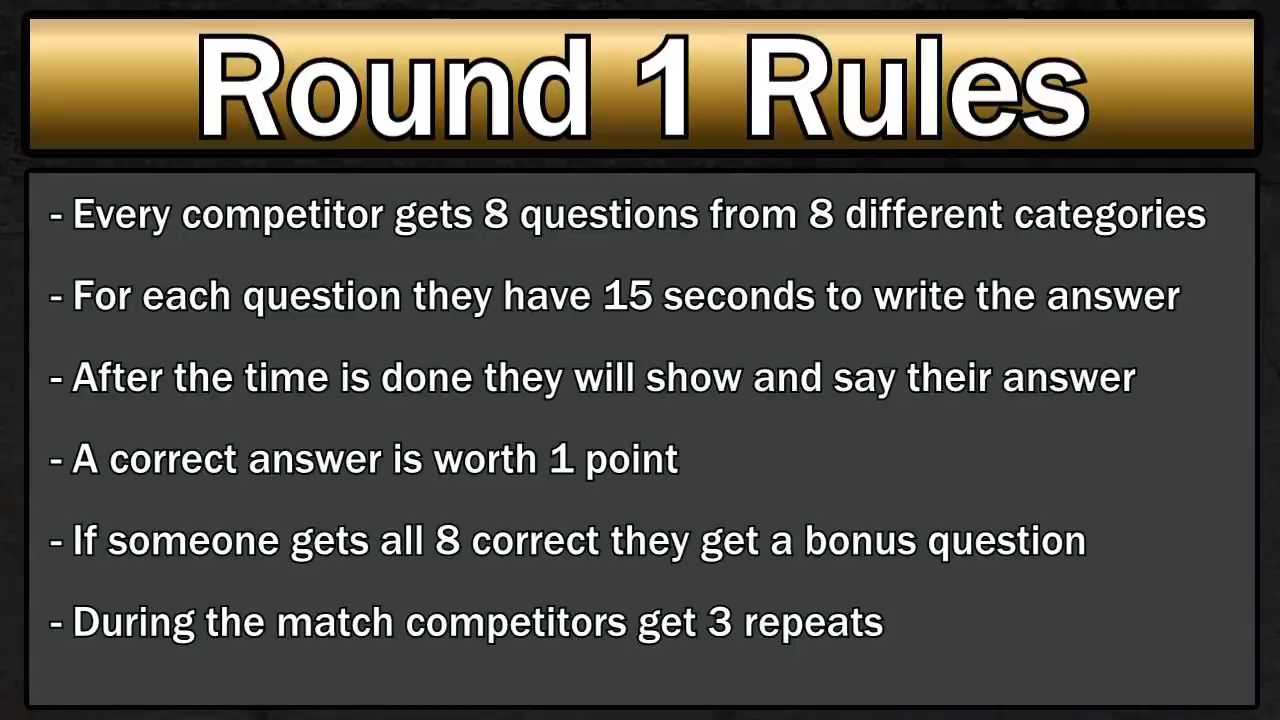 Round 1 Rules
- Every competitor gets 8 questions from 8 different categories
- For each question they have 15 seconds to write the answer
- After the time is done they will show and say their answer
- A correct answer is worth 1 point
- If someone gets all 8 correct they get a bonus question
- During the match competitors get 3 repeats